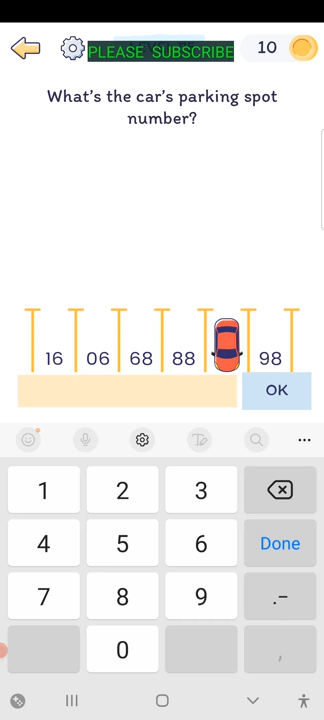 PLEASE SUBSCRIBE
10
What's the car's parking spot
number?
16 06 68 88 98
OK
1 2 3
4 5 6 Done
7 8 9 .-
0 ,